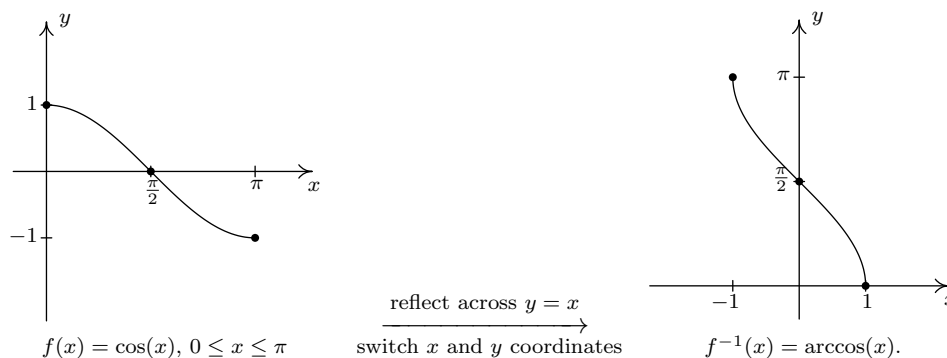 y
1
π/2
π
x
−1
f(x) = cos(x), 0 ≤ x ≤ π
reflect across y = x
switch x and y coordinates
y
π
π/2
−1
1
x
f⁻¹(x) = arccos(x).